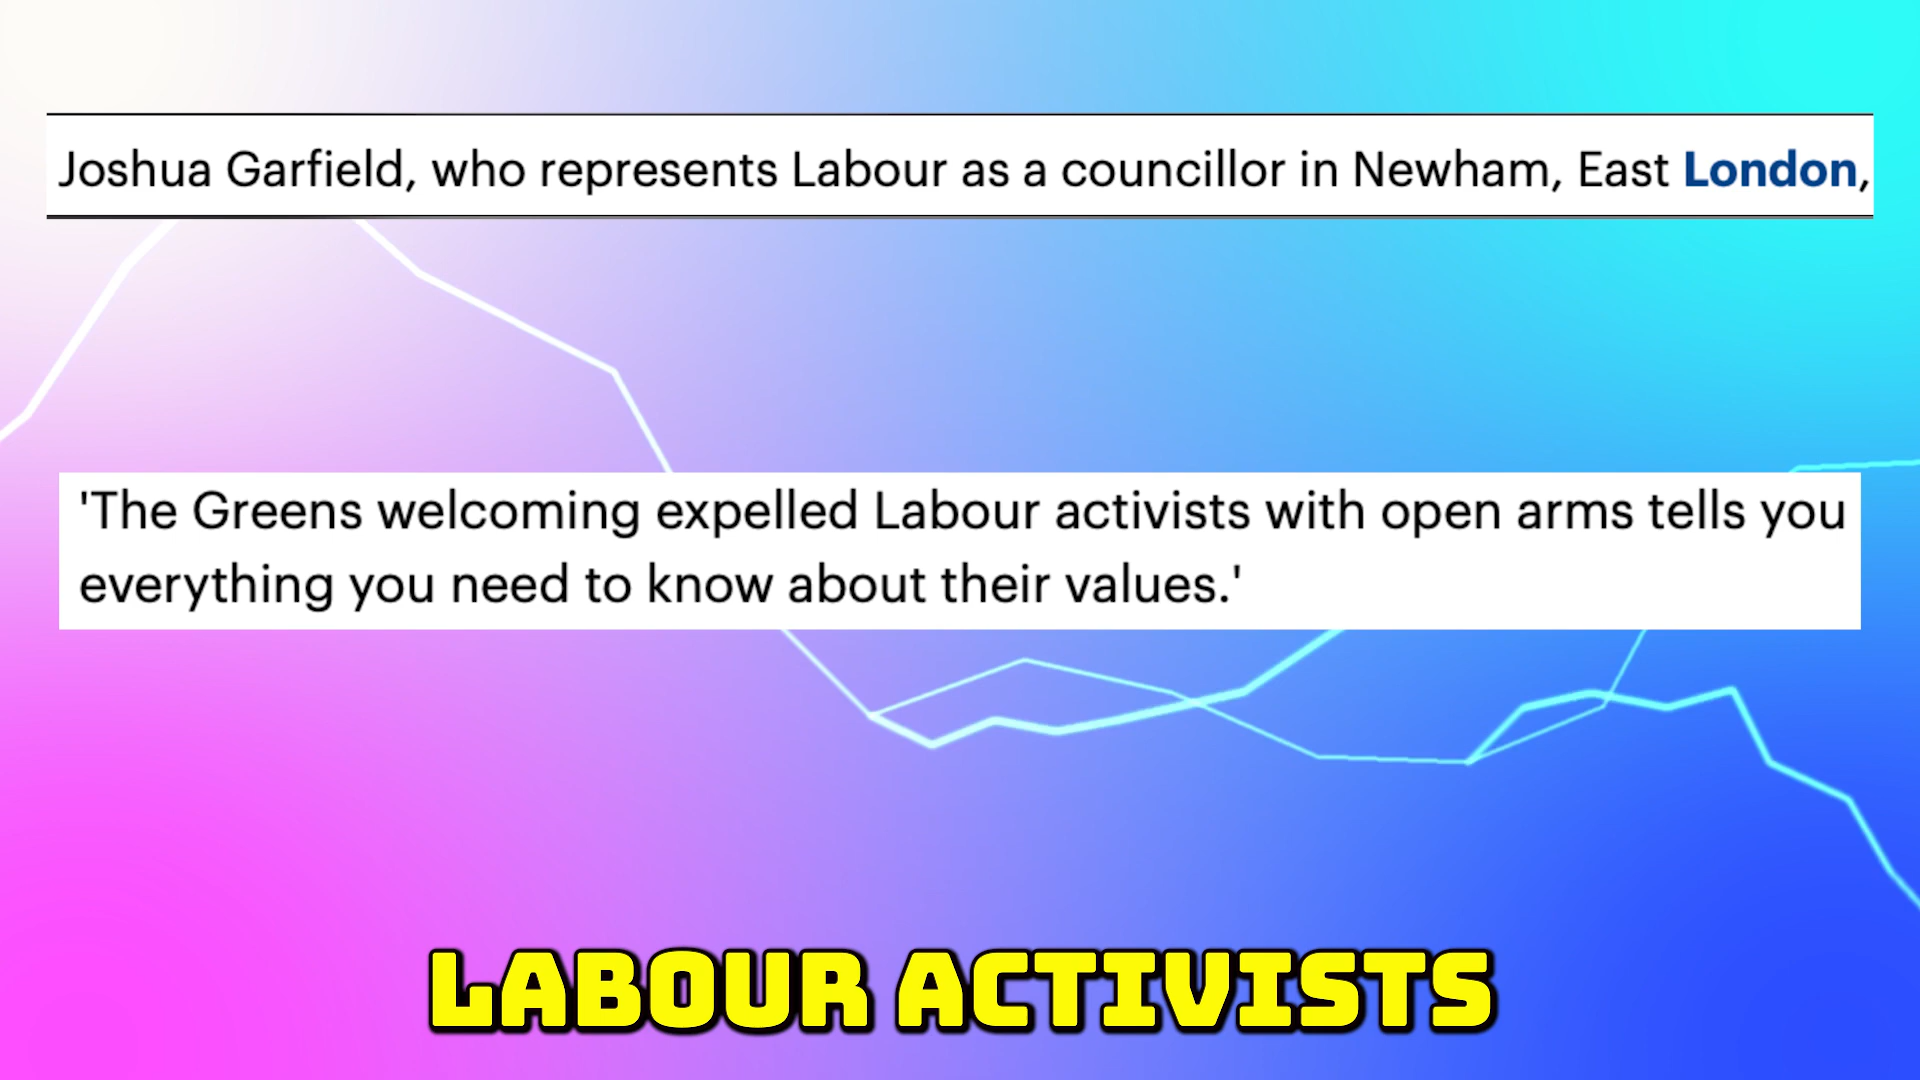 Joshua Garfield, who represents Labour as a councillor in Newham, East London,
'The Greens welcoming expelled Labour activists with open arms tells you
everything you need to know about their values.'
LABOUR ACTIVISTS